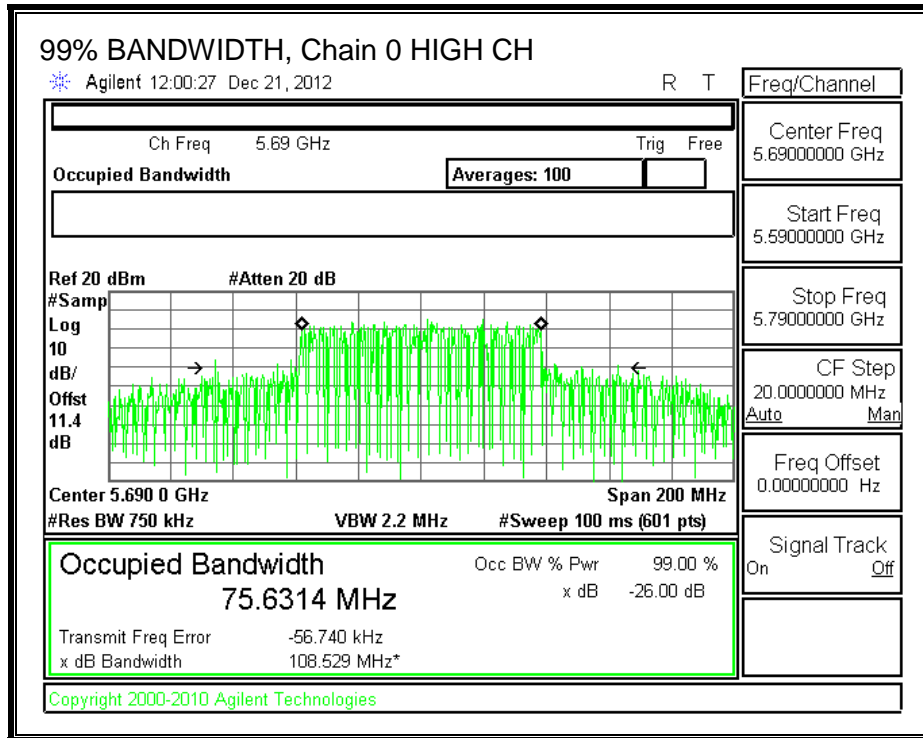 99% BANDWIDTH, Chain 0 HIGH CH
Agilent 12:00:27 Dec 21, 2012 R T
Ch Freq 5.69 GHz Trig Free
Occupied Bandwidth Averages: 100
Ref 20 dBm #Atten 20 dB
#Samp
Log
10
dB/
Offst
11.4
dB
Center 5.690 0 GHz Span 200 MHz
#Res BW 750 kHz VBW 2.2 MHz #Sweep 100 ms (601 pts)
Occupied Bandwidth Occ BW % Pwr 99.00 %
75.6314 MHz x dB -26.00 dB
Transmit Freq Error -56.740 kHz
x dB Bandwidth 108.529 MHz*
Copyright 2000-2010 Agilent Technologies
Freq/Channel
Center Freq
5.69000000 GHz
Start Freq
5.59000000 GHz
Stop Freq
5.79000000 GHz
CF Step
20.0000000 MHz
Auto Man
Freq Offset
0.00000000 Hz
Signal Track
On Off